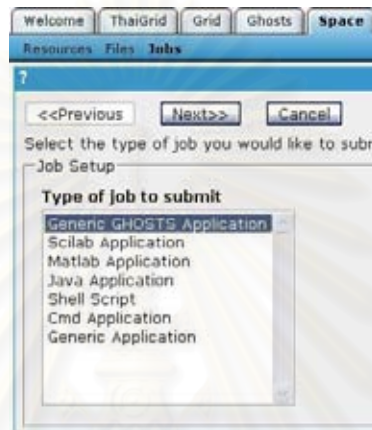 Welcome ThaiGrid Grid Ghosts Space
Resources Files Jobs
?
<<Previous Next>> Cancel
Select the type of job you would like to subr
Job Setup
Type of job to submit
Generic GHOSTS Application
Scilab Application
Matlab Application
Java Application
Shell Script
Cmd Application
Generic Application